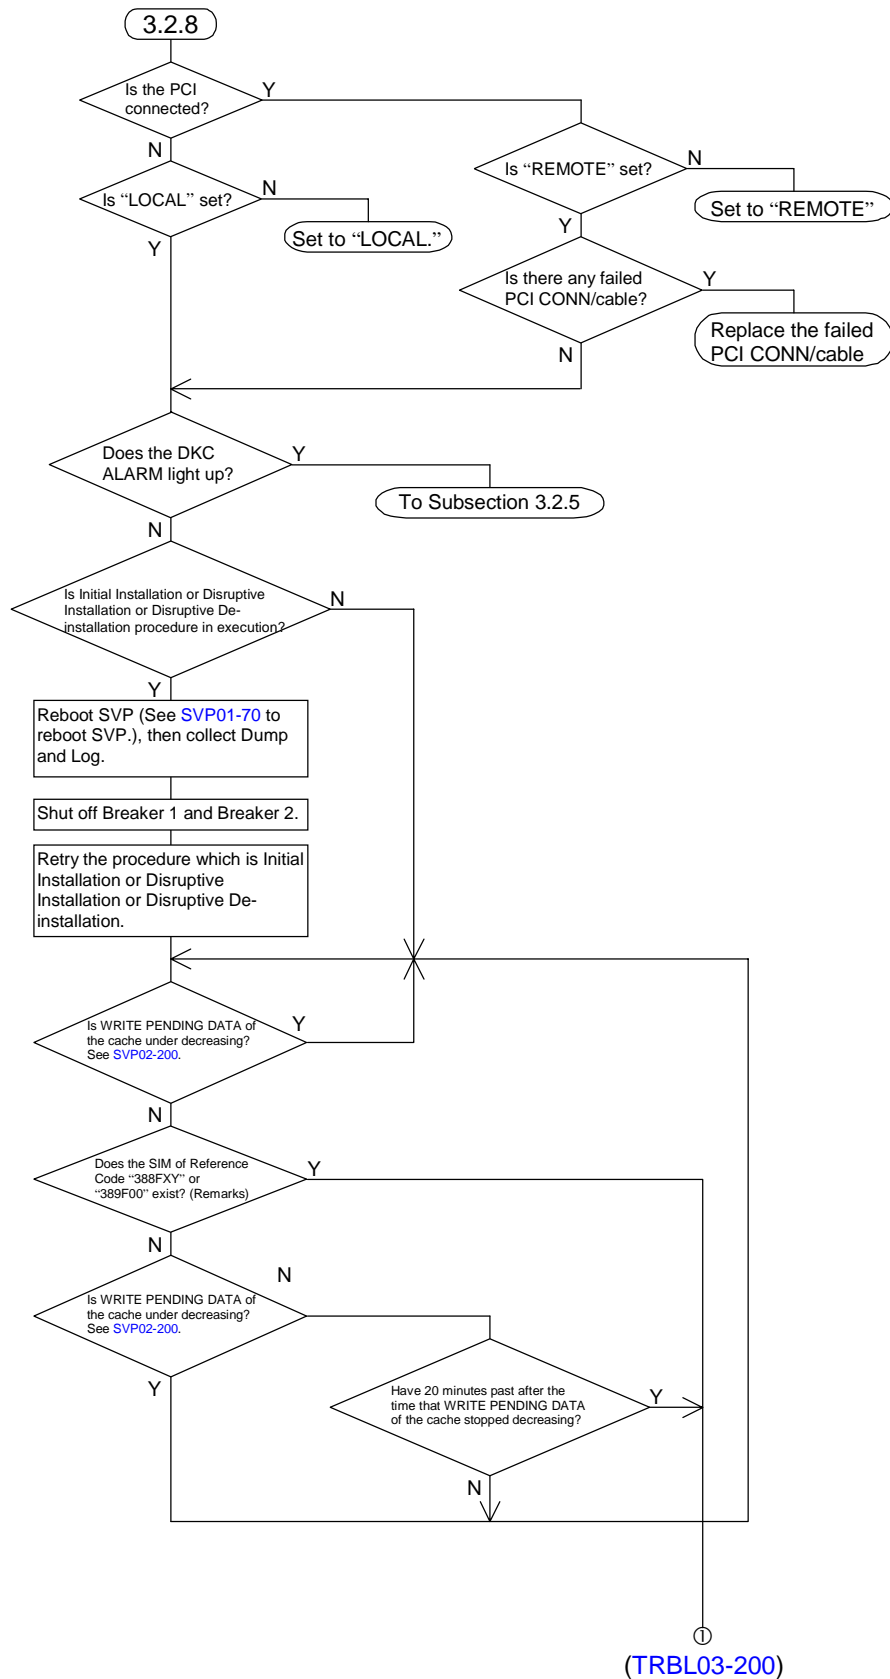 3.2.8
Is the PCI
connected?
Y
N
Is “REMOTE” set?
N
Set to “REMOTE”
Y
Is “LOCAL” set?
N
Set to “LOCAL.”
Y
Is there any failed
PCI CONN/cable?
Y
Replace the failed
PCI CONN/cable
N
Does the DKC
ALARM light up?
Y
To Subsection 3.2.5
N
Is Initial Installation or Disruptive
Installation or Disruptive De-
installation procedure in execution?
N
Y
Reboot SVP (See SVP01-70 to
reboot SVP.), then collect Dump
and Log.
Shut off Breaker 1 and Breaker 2.
Retry the procedure which is Initial
Installation or Disruptive
Installation or Disruptive De-
installation.
Is WRITE PENDING DATA of
the cache under decreasing?
See SVP02-200.
Y
N
Does the SIM of Reference
Code “388FXY” or
“389F00” exist? (Remarks)
Y
N
Is WRITE PENDING DATA of
the cache under decreasing?
See SVP02-200.
N
Y
Have 20 minutes past after the
time that WRITE PENDING DATA
of the cache stopped decreasing?
Y
N
①
(TRBL03-200)